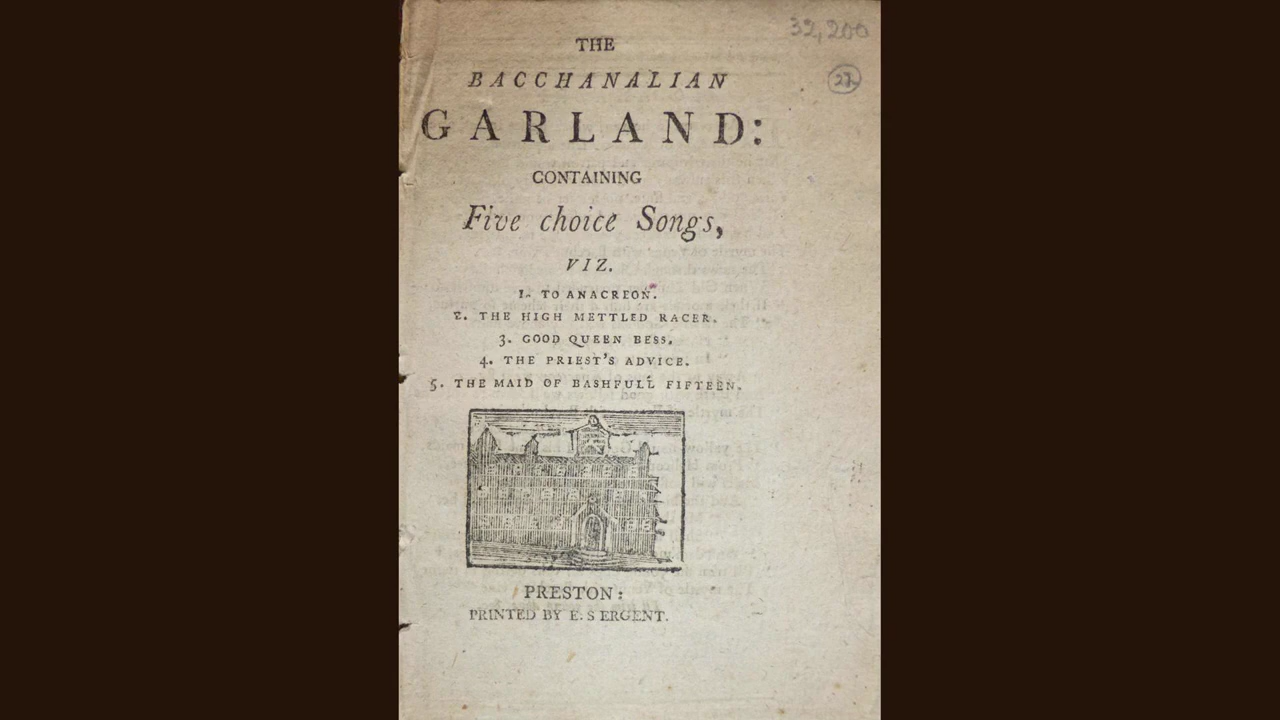 32,200
27
THE
BACCHANALIAN
GARLAND:
CONTAINING
Five choice Songs,
VIZ.
1. TO ANACREON.
2. THE HIGH METTLED RACER.
3. GOOD QUEEN BESS.
4. THE PRIEST'S ADVICE.
5. THE MAID OF BASHFULL FIFTEEN.
PRESTON:
PRINTED BY E. S ERGENT.